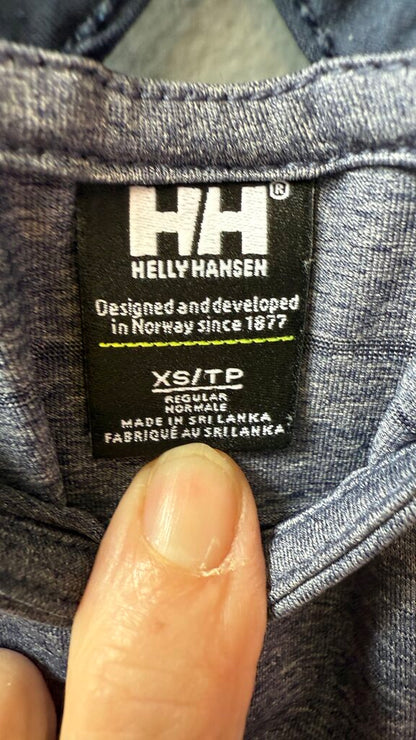 HH®
HELLY HANSEN
Designed and developed
in Norway since 1877
XS/TP
REGULAR
NORMALE
MADE IN SRI LANKA
FABRIQUÉ AU SRI LANKA